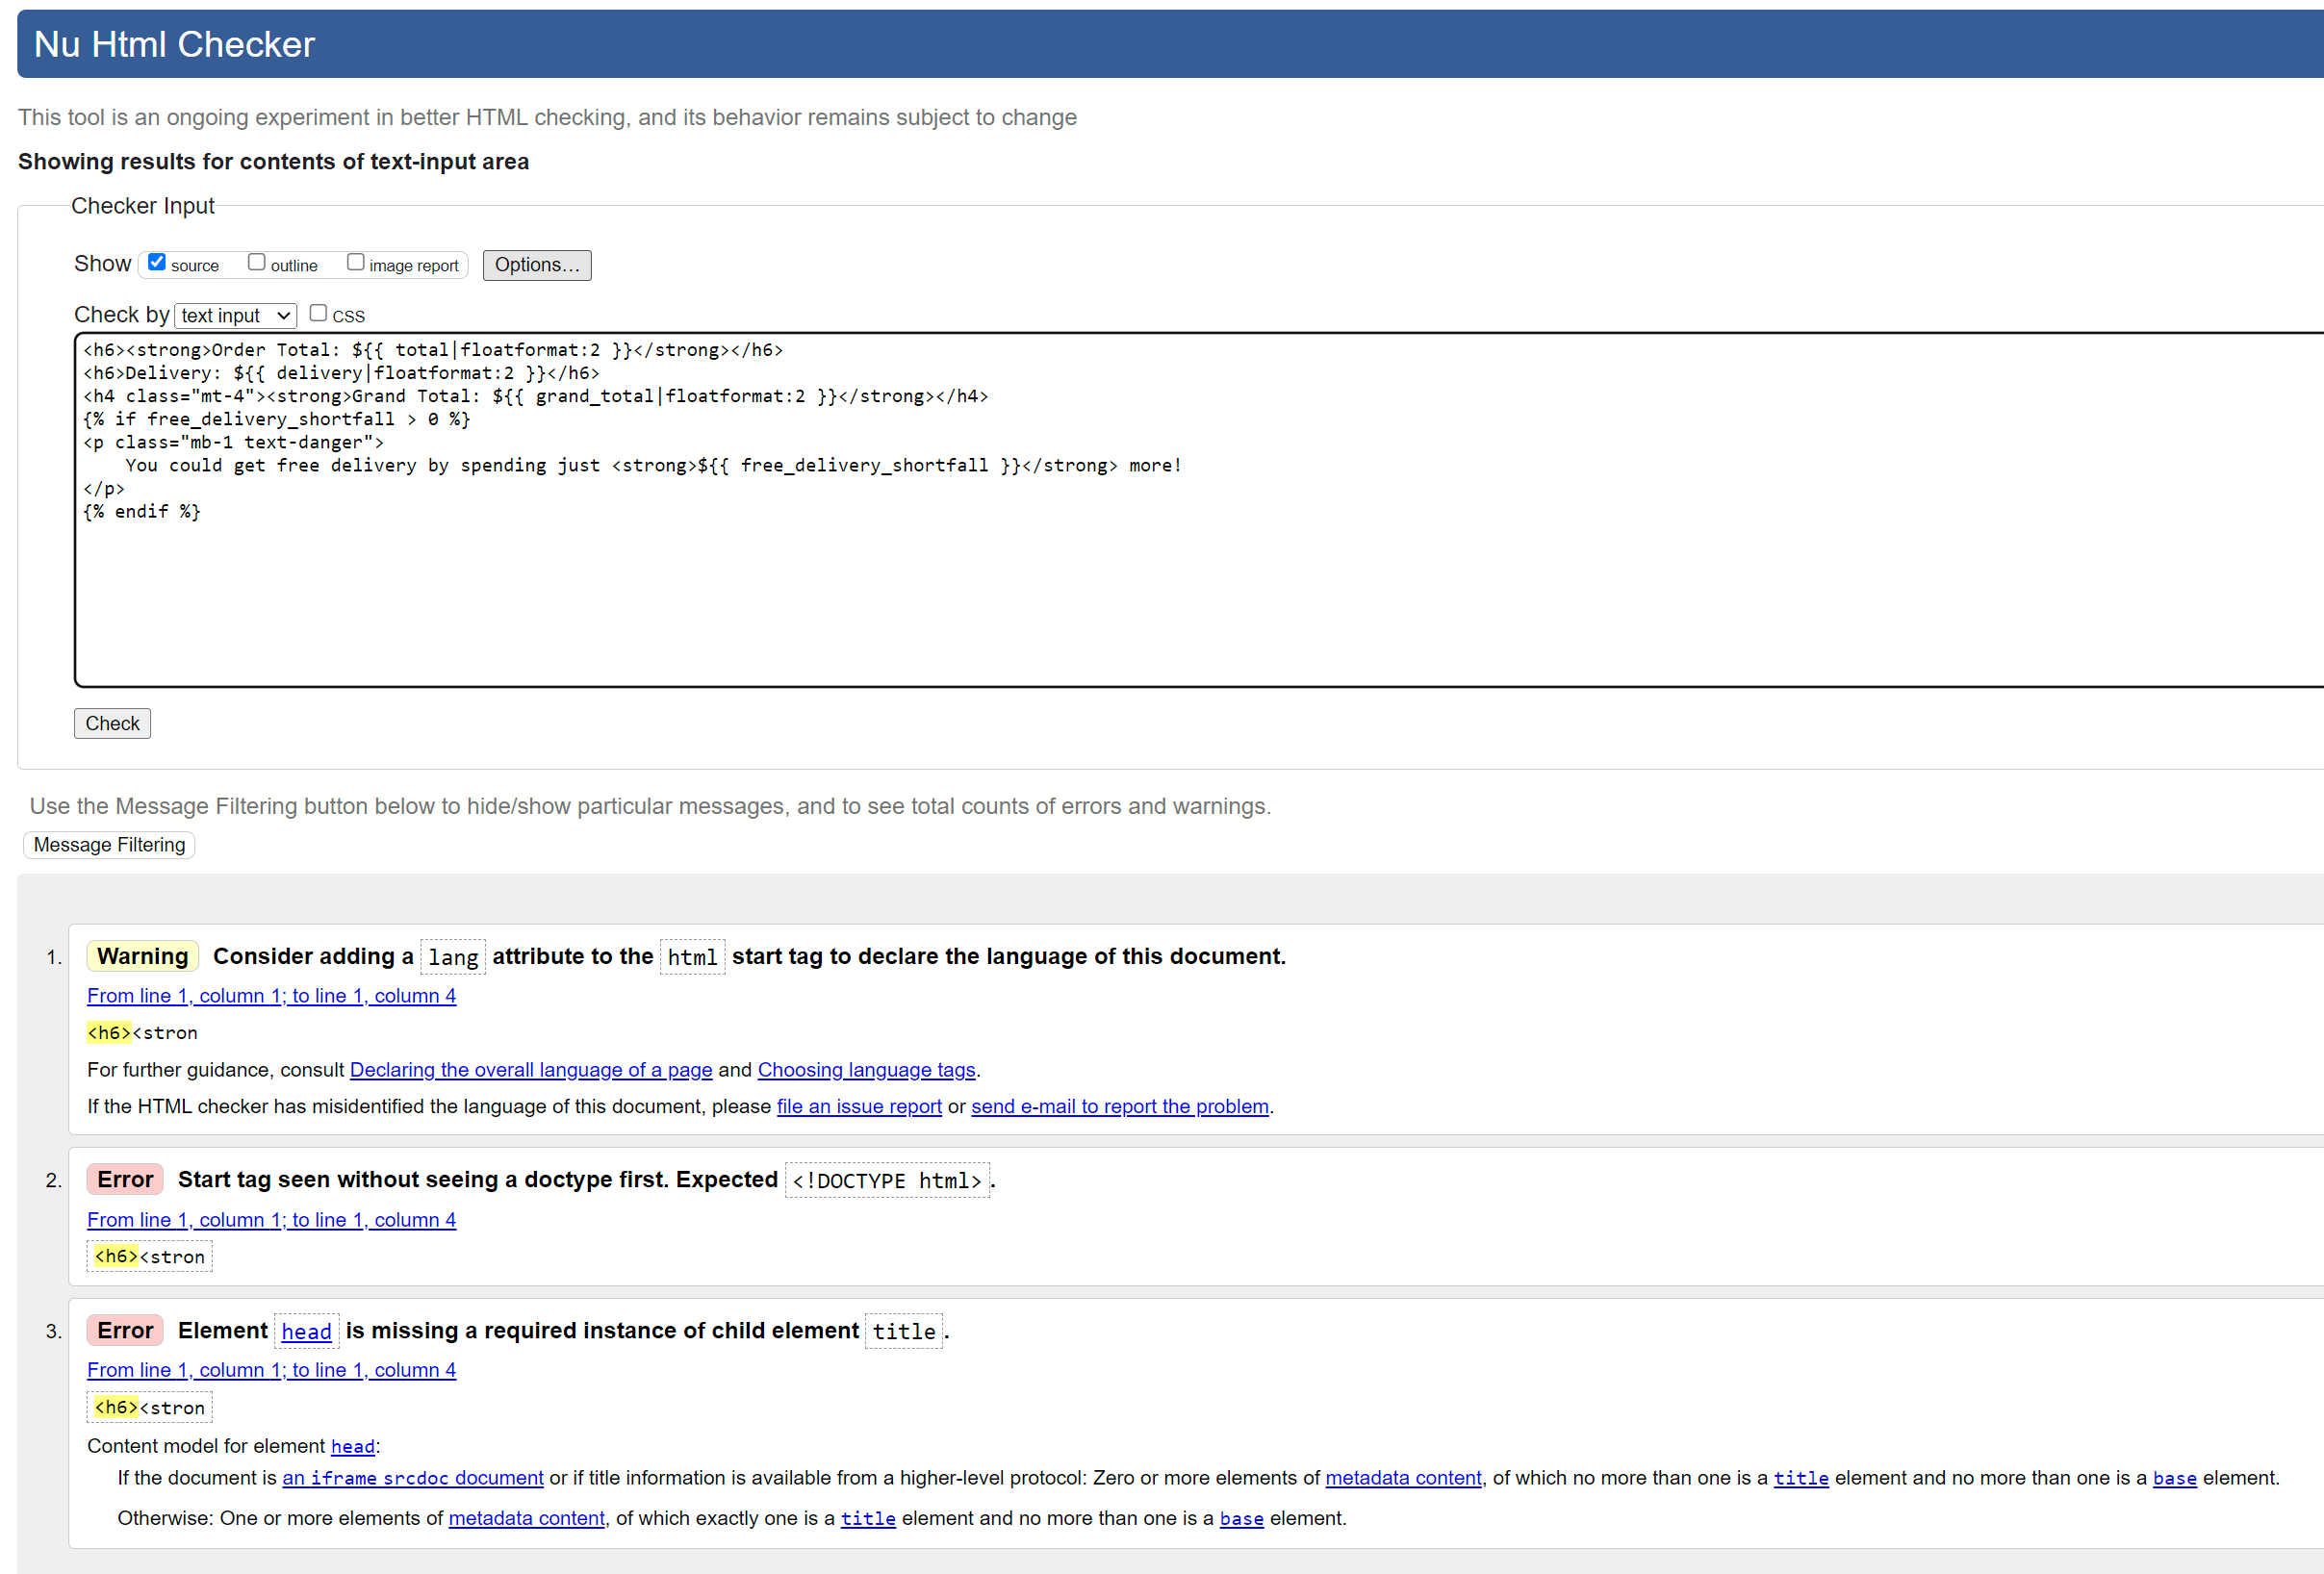 Nu Html Checker
This tool is an ongoing experiment in better HTML checking, and its behavior remains subject to change
Showing results for contents of text-input area
Checker Input
Show source outline image report Options...
Check by text input CSS
<h6><strong>Order Total: ${{ total|floatformat:2 }}</strong></h6>
<h6>Delivery: ${{ delivery|floatformat:2 }}</h6>
<h4 class="mt-4"><strong>Grand Total: ${{ grand_total|floatformat:2 }}</strong></h4>
{% if free_delivery_shortfall > 0 %}
<p class="mb-1 text-danger">
    You could get free delivery by spending just <strong>${{ free_delivery_shortfall }}</strong> more!
</p>
{% endif %}
Check
Use the Message Filtering button below to hide/show particular messages, and to see total counts of errors and warnings.
Message Filtering
1. Warning Consider adding a lang attribute to the html start tag to declare the language of this document.
From line 1, column 1; to line 1, column 4
<h6><stron
For further guidance, consult Declaring the overall language of a page and Choosing language tags.
If the HTML checker has misidentified the language of this document, please file an issue report or send e-mail to report the problem.
2. Error Start tag seen without seeing a doctype first. Expected <!DOCTYPE html>.
From line 1, column 1; to line 1, column 4
<h6><stron
3. Error Element head is missing a required instance of child element title.
From line 1, column 1; to line 1, column 4
<h6><stron
Content model for element head:
If the document is an iframe srcdoc document or if title information is available from a higher-level protocol: Zero or more elements of metadata content, of which no more than one is a title element and no more than one is a base element.
Otherwise: One or more elements of metadata content, of which exactly one is a title element and no more than one is a base element.